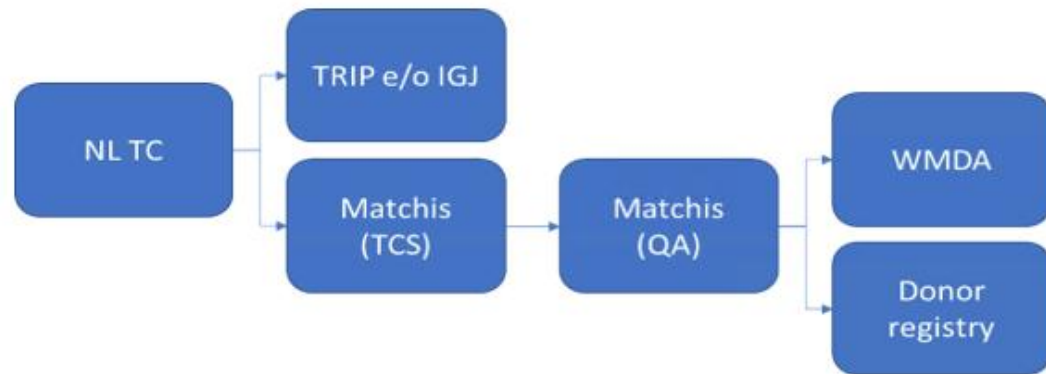 NL TC
TRIP e/o IGJ
Matchis
(TCS)
Matchis
(QA)
WMDA
Donor
registry